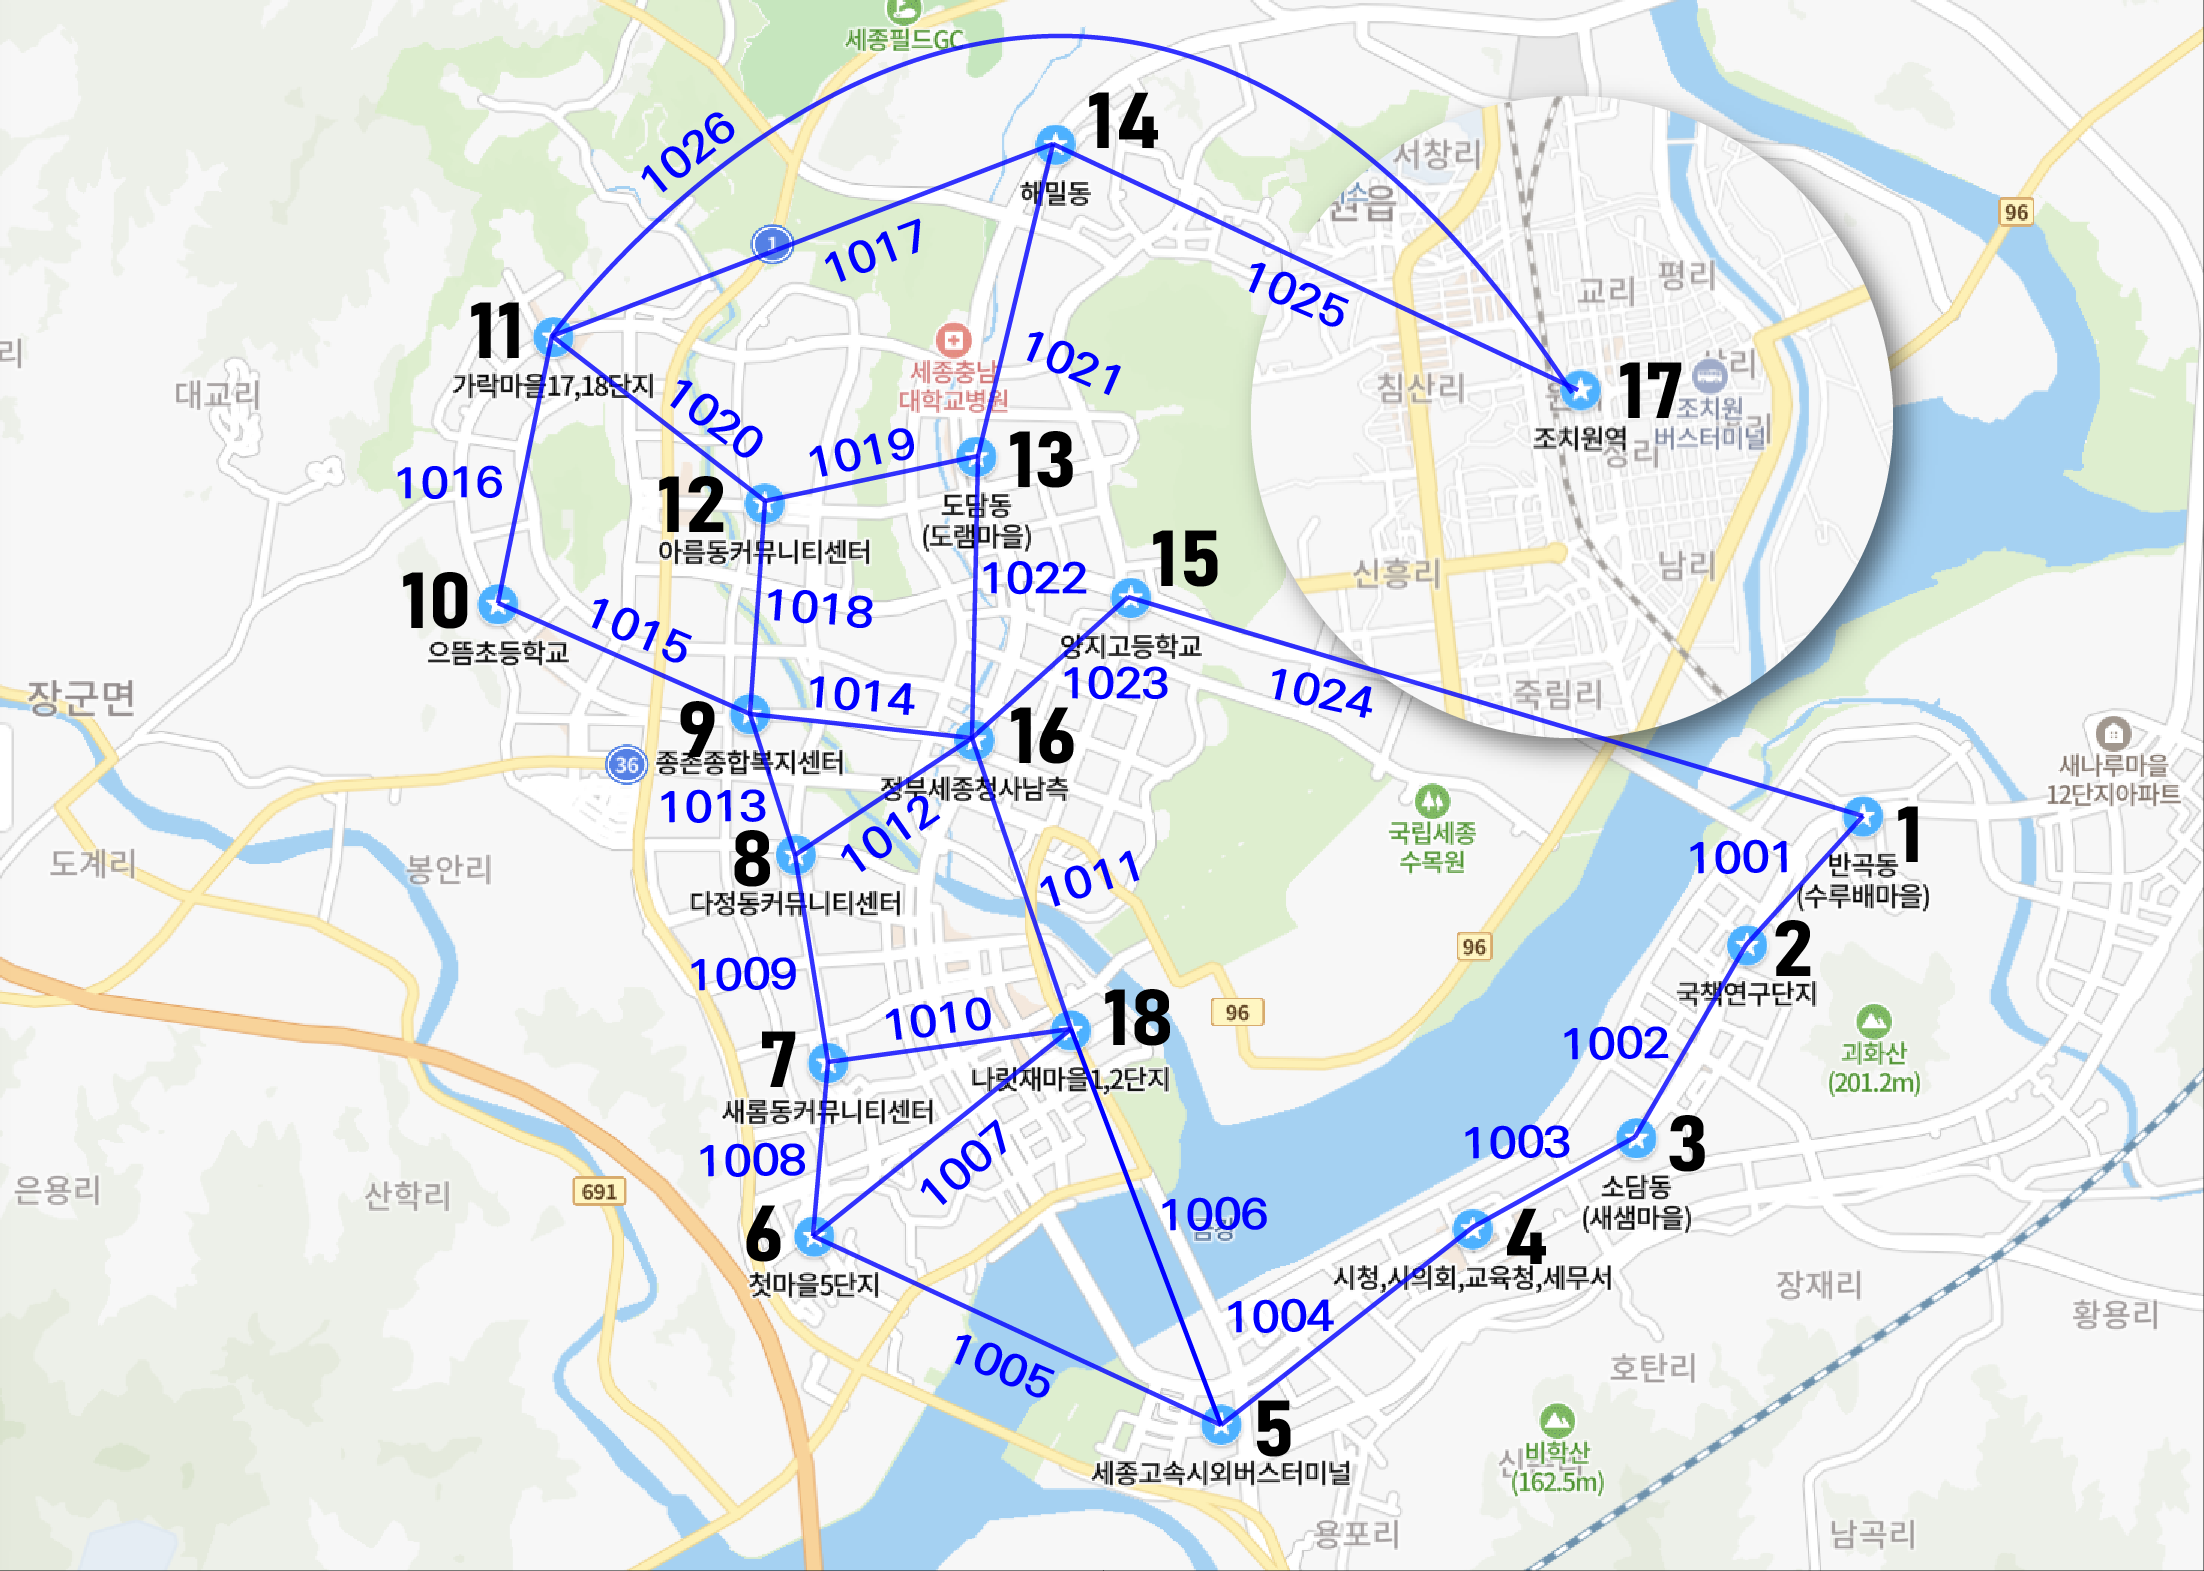 세종필드GC
14
해밀동
1026
1017
1
서창리
96
1025
교리
평리
11
가락마을17,18단지
리
대교리
세종충남
대학교병원
1021
1020
1019
침산리
17
조치원역
조치원
버스터미널
13
도담동
(도램마을)
1016
12
아름동커뮤니티센터
1022
15
양지고등학교
신흥리
남리
10
으뜸초등학교
1015
1018
1023
1024
죽림리
장군면
1014
9
종촌종합복지센터
16
정부세종청사남측
36
1013
새나루마을
12단지아파트
도계리
봉안리
8
다정동커뮤니티센터
1012
1011
국립세종
수목원
1
반곡동
(수루배마을)
1001
2
국책연구단지
96
1009
1010
18
나릿재마을1,2단지
96
7
새롬동커뮤니티센터
1002
괴화산
(201.2m)
1008
1007
1003
3
소담동
(새샘마을)
은용리
산학리
691
6
첫마을5단지
1006
금강
4
시청,시의회,교육청,세무서
장재리
황용리
1004
1005
호탄리
5
세종고속시외버스터미널
비학산
(162.5m)
용포리
남곡리